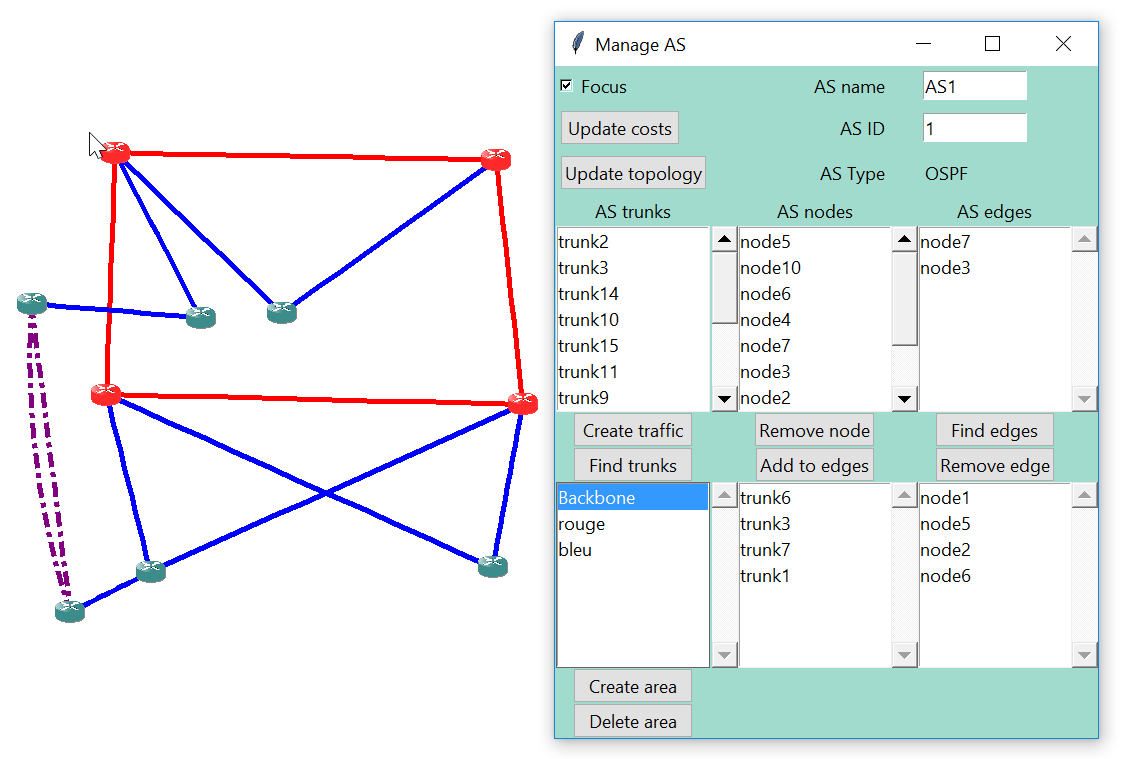 Manage AS
Focus
AS name
AS1
Update costs
AS ID
1
Update topology
AS Type
OSPF
AS trunks
AS nodes
AS edges
trunk2
trunk3
trunk14
trunk10
trunk15
trunk11
trunk9
node5
node10
node6
node4
node7
node3
node2
node7
node3
Create traffic
Remove node
Find edges
Find trunks
Add to edges
Remove edge
Backbone
rouge
bleu
trunk6
trunk3
trunk7
trunk1
node1
node5
node2
node6
Create area
Delete area